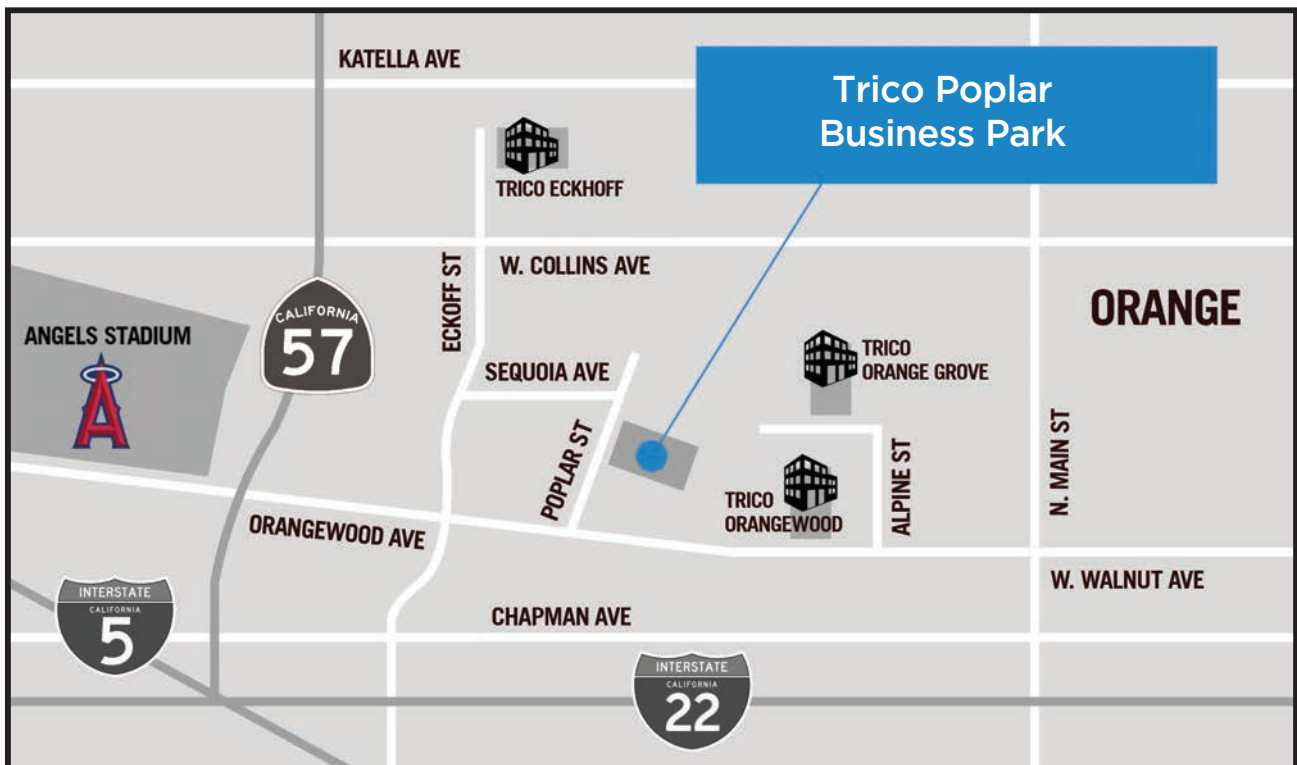 KATELLA AVE
Trico Poplar
Business Park
TRICO ECKHOFF
ECKOFF ST
W. COLLINS AVE
ORANGE
ANGELS STADIUM
A
CALIFORNIA
57
SEQUOIA AVE
TRICO
ORANGE GROVE
POPLAR ST
TRICO
ORANGEWOOD
ALPINE ST
N. MAIN ST
ORANGEWOOD AVE
W. WALNUT AVE
INTERSTATE
CALIFORNIA
5
CHAPMAN AVE
INTERSTATE
CALIFORNIA
22